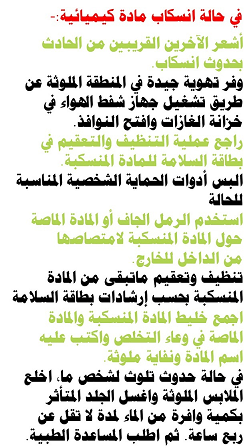 في حالة انسكاب مادة كيميائية:-
أشعر الآخرين القريبين من الحادث
بحدوث انسكاب.
وفر تهوية جيدة في المنطقة الملوثة عن
طريق تشغيل جهاز شفط الهواء في
خزانة الغازات وافتح النوافذ.
راجع عملية التنظيف والتعقيم في
بطاقة السلامة للمادة المنسكبة.
البس أدوات الحماية الشخصية المناسبة
للحالة
استخدم الرمل الجاف أو المادة الماصة
حول المادة المنسكبة لامتصاصها
من الداخل للخارج.
تنظيف وتعقيم ماتبقى من المادة
المنسكبة بحسب إرشادات بطاقة السلامة
اجمع خليط المادة المنسكبة والمادة
الماصة في وعاء التخلص واكتب عليه
اسم المادة ونفاية ملوثة.
في حالة حدوث تلوث لشخص ما، اخلع
الملابس الملوثة واغسل الجلد المتأثر
بكمية وافرة من الماء لمدة لا تقل عن
ربع ساعة. ثم اطلب المساعدة الطبية.